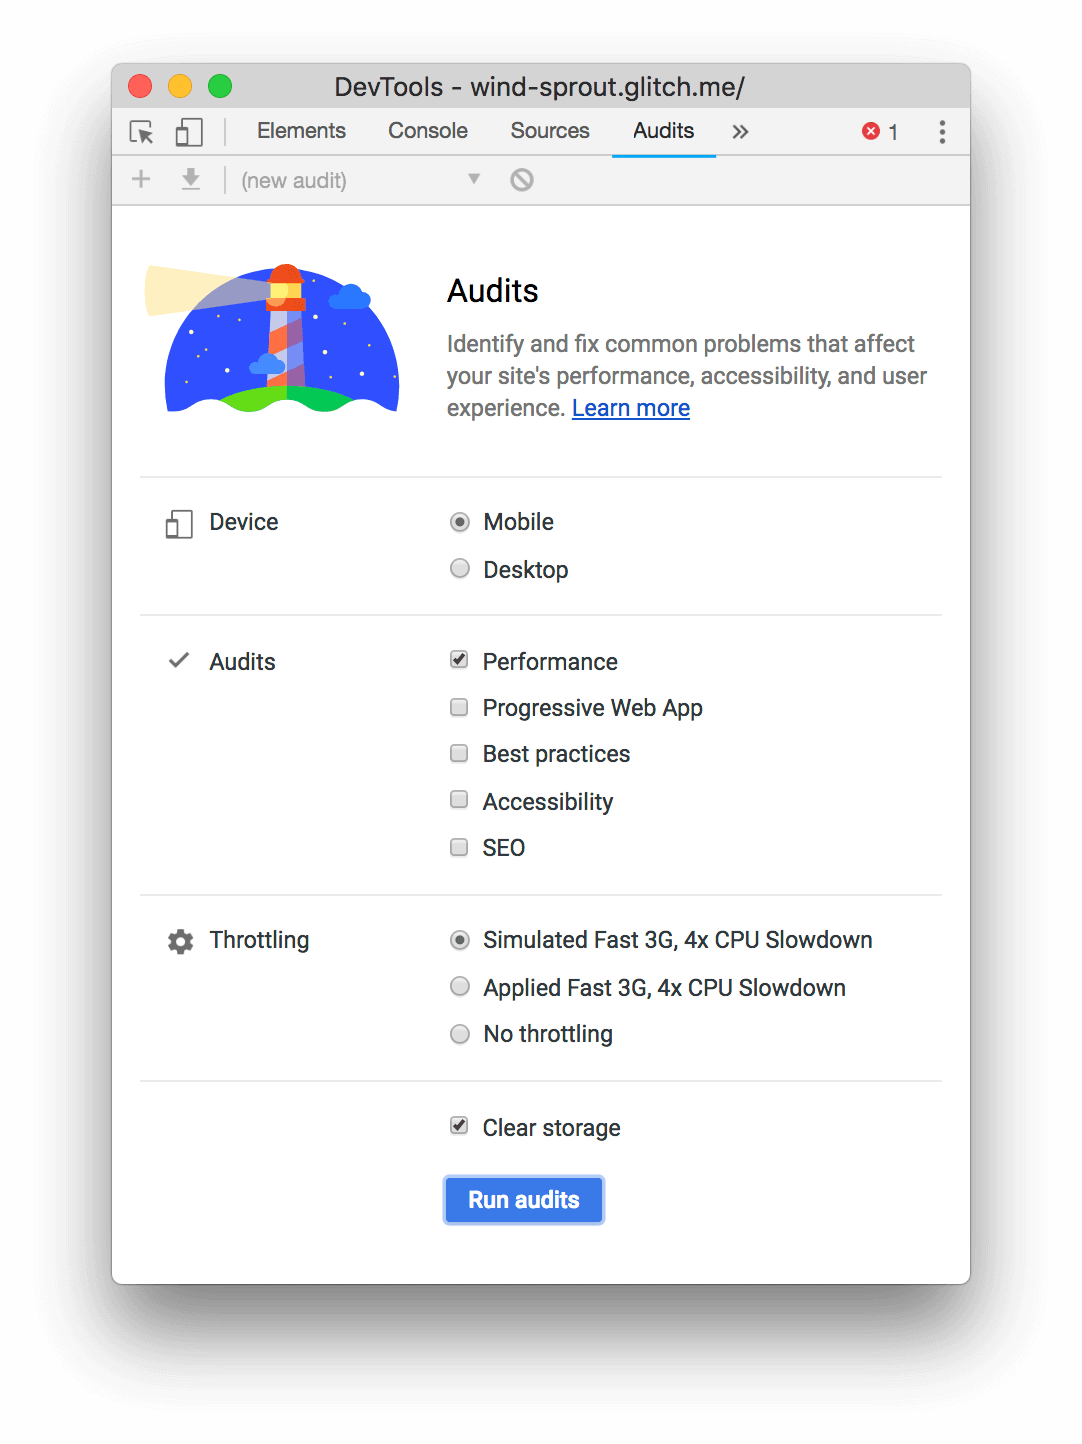 DevTools - wind-sprout.glitch.me/
Elements Console Sources Audits » 1
(new audit)
Audits
Identify and fix common problems that affect
your site's performance, accessibility, and user
experience. Learn more
Device
Mobile
Desktop
Audits
Performance
Progressive Web App
Best practices
Accessibility
SEO
Throttling
Simulated Fast 3G, 4x CPU Slowdown
Applied Fast 3G, 4x CPU Slowdown
No throttling
Clear storage
Run audits